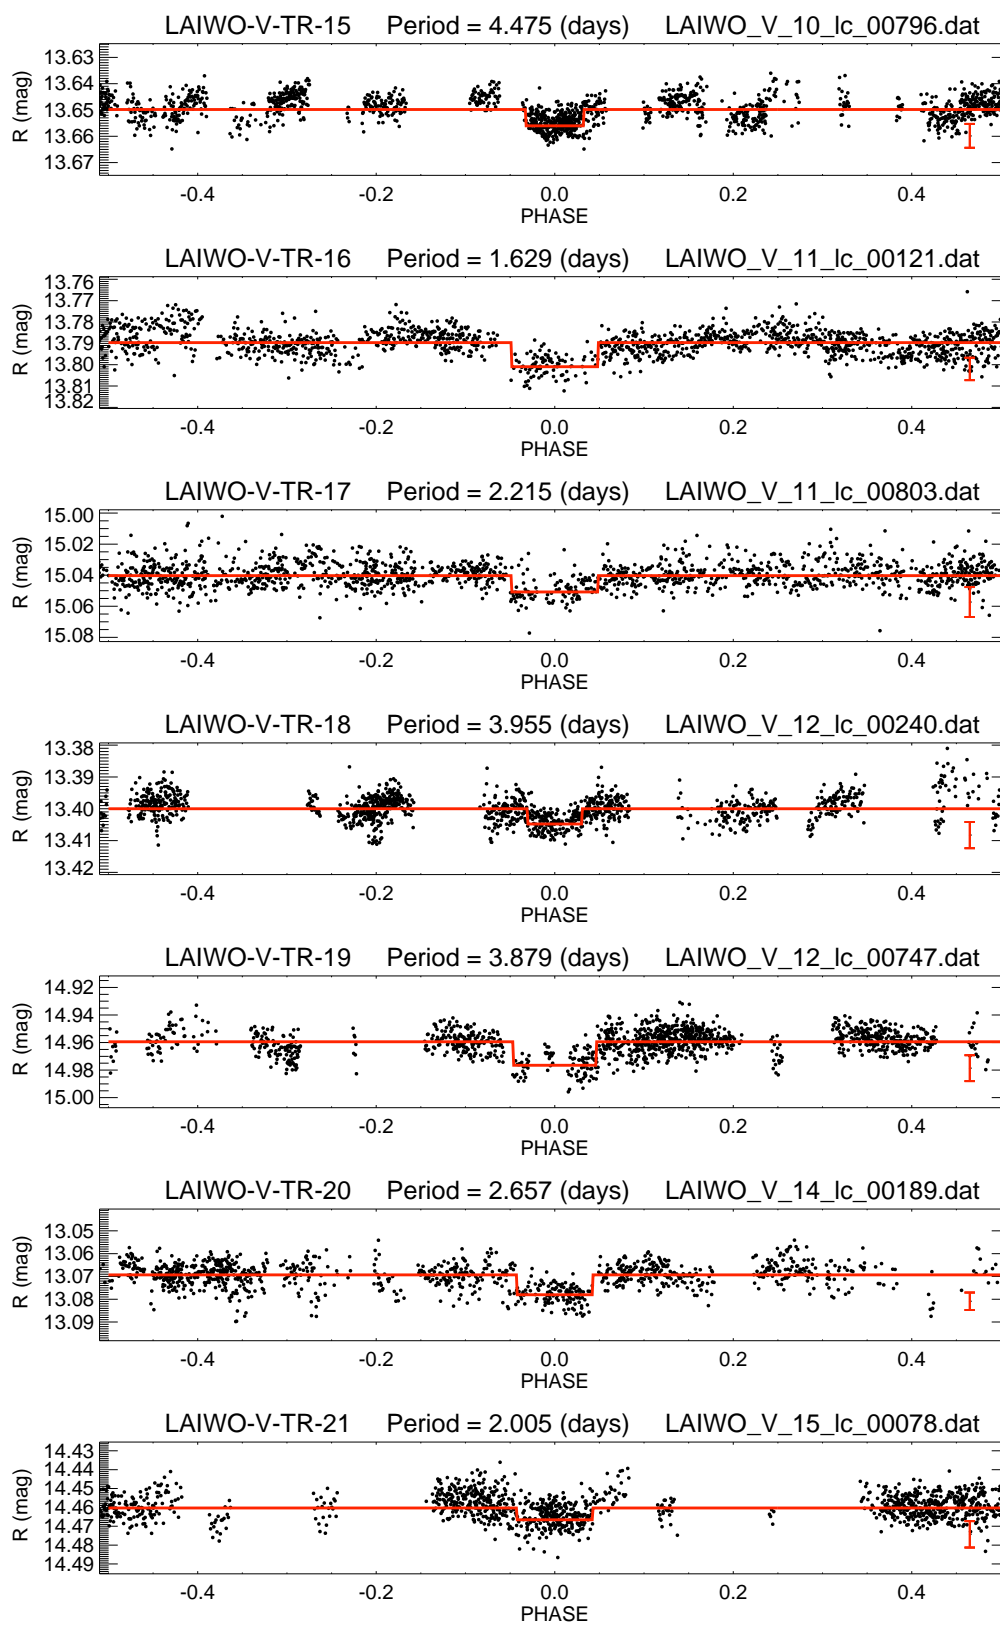 LAIWO-V-TR-15 Period = 4.475 (days) LAIWO_V_10_lc_00796.dat
R (mag)
13.63
13.64
13.65
13.66
13.67
-0.4 -0.2 0.0 0.2 0.4
PHASE
LAIWO-V-TR-16 Period = 1.629 (days) LAIWO_V_11_lc_00121.dat
R (mag)
13.76
13.77
13.78
13.79
13.80
13.81
13.82
-0.4 -0.2 0.0 0.2 0.4
PHASE
LAIWO-V-TR-17 Period = 2.215 (days) LAIWO_V_11_lc_00803.dat
R (mag)
15.00
15.02
15.04
15.06
15.08
-0.4 -0.2 0.0 0.2 0.4
PHASE
LAIWO-V-TR-18 Period = 3.955 (days) LAIWO_V_12_lc_00240.dat
R (mag)
13.38
13.39
13.40
13.41
13.42
-0.4 -0.2 0.0 0.2 0.4
PHASE
LAIWO-V-TR-19 Period = 3.879 (days) LAIWO_V_12_lc_00747.dat
R (mag)
14.92
14.94
14.96
14.98
15.00
-0.4 -0.2 0.0 0.2 0.4
PHASE
LAIWO-V-TR-20 Period = 2.657 (days) LAIWO_V_14_lc_00189.dat
R (mag)
13.05
13.06
13.07
13.08
13.09
-0.4 -0.2 0.0 0.2 0.4
PHASE
LAIWO-V-TR-21 Period = 2.005 (days) LAIWO_V_15_lc_00078.dat
R (mag)
14.43
14.44
14.45
14.46
14.47
14.48
14.49
-0.4 -0.2 0.0 0.2 0.4
PHASE